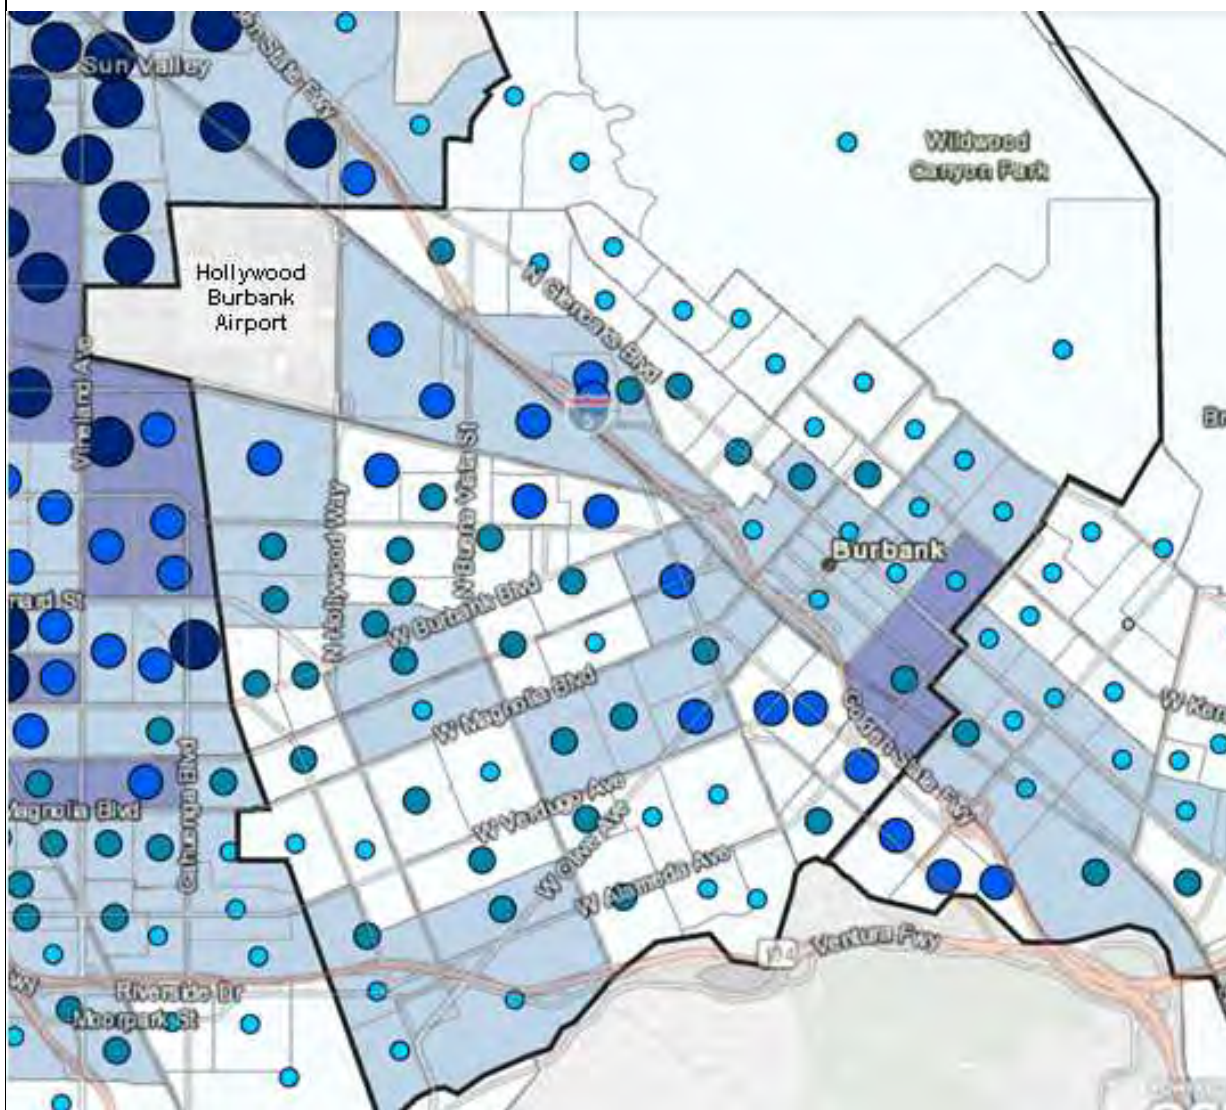 Sun Valley
Wildwood
Canyon Park
Hollywood
Burbank
Airport
N Glenoaks Blvd
Vineland Ave
N Hollywood Way
N Buena Vista St
Burbank
W Burbank Blvd
W Magnolia Blvd
Golden State Fwy
W Verdugo Ave
W Olive Ave
W Alameda Ave
Magnolia Blvd
Cahuenga Blvd
134
Ventura Fwy
Riverside Dr
Moorpark St